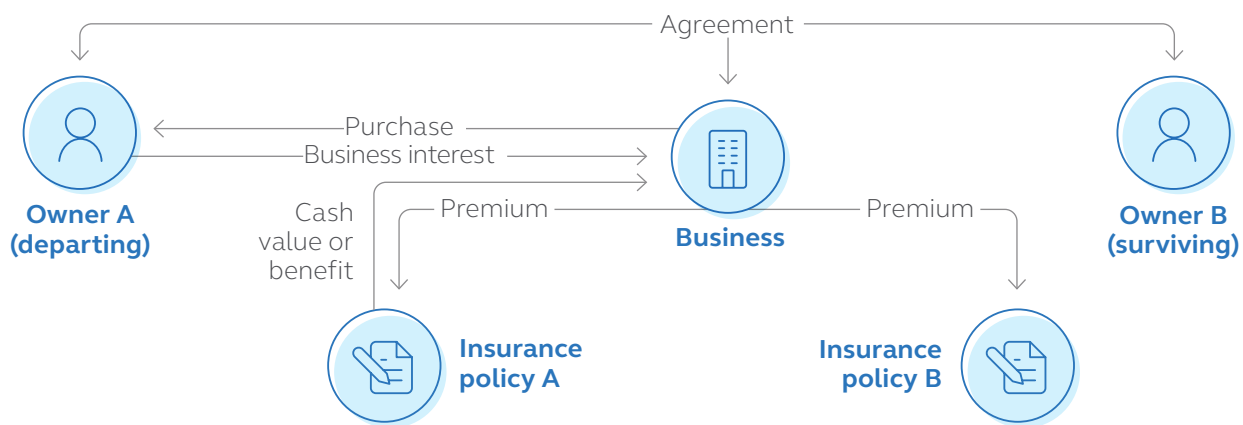 Agreement
Purchase
Business interest
Owner A
(departing)
Cash
value or
benefit
Premium
Business
Premium
Owner B
(surviving)
Insurance
policy A
Insurance
policy B